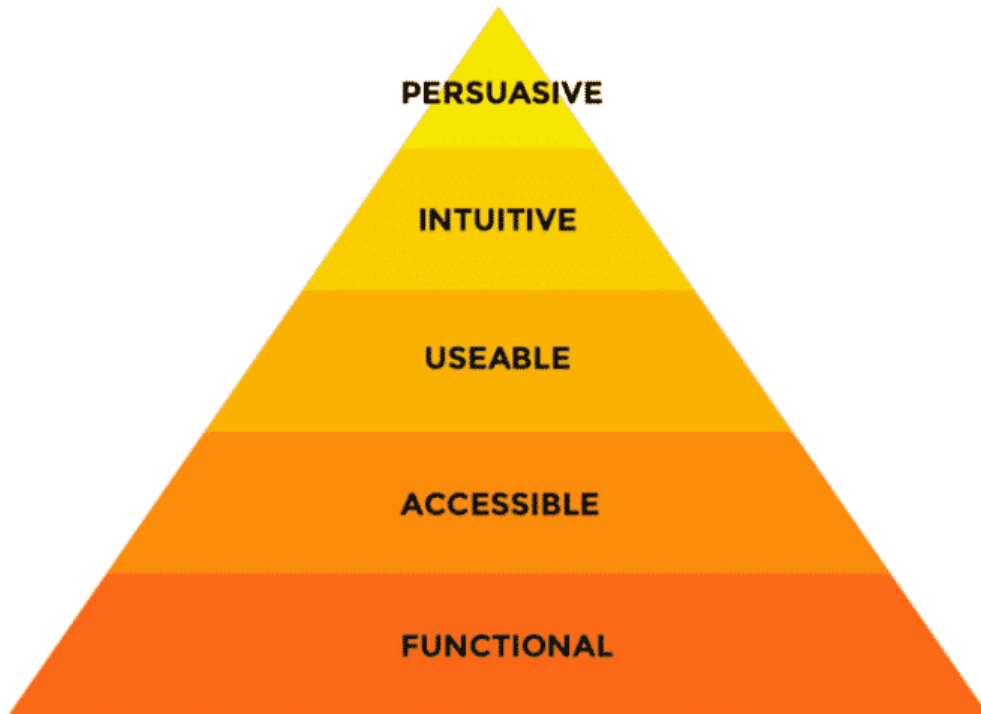 PERSUASIVE
INTUITIVE
USEABLE
ACCESSIBLE
FUNCTIONAL